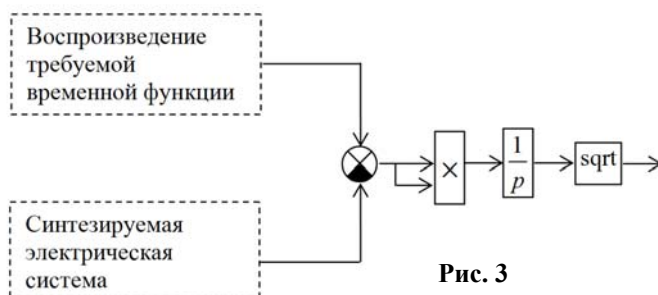 Воспроизведение
требуемой
временной функции
×
1
p
sqrt
Синтезируемая
электрическая
система
Рис. 3